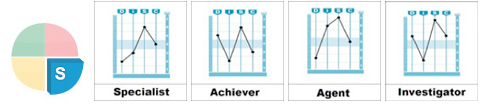 S
D I S C
D I S C
D I S C
D I S C
Specialist
Achiever
Agent
Investigator